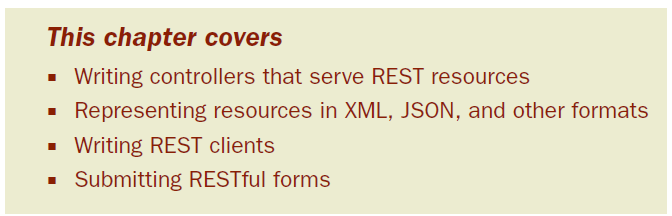 This chapter covers
▪ Writing controllers that serve REST resources
▪ Representing resources in XML, JSON, and other formats
▪ Writing REST clients
▪ Submitting RESTful forms